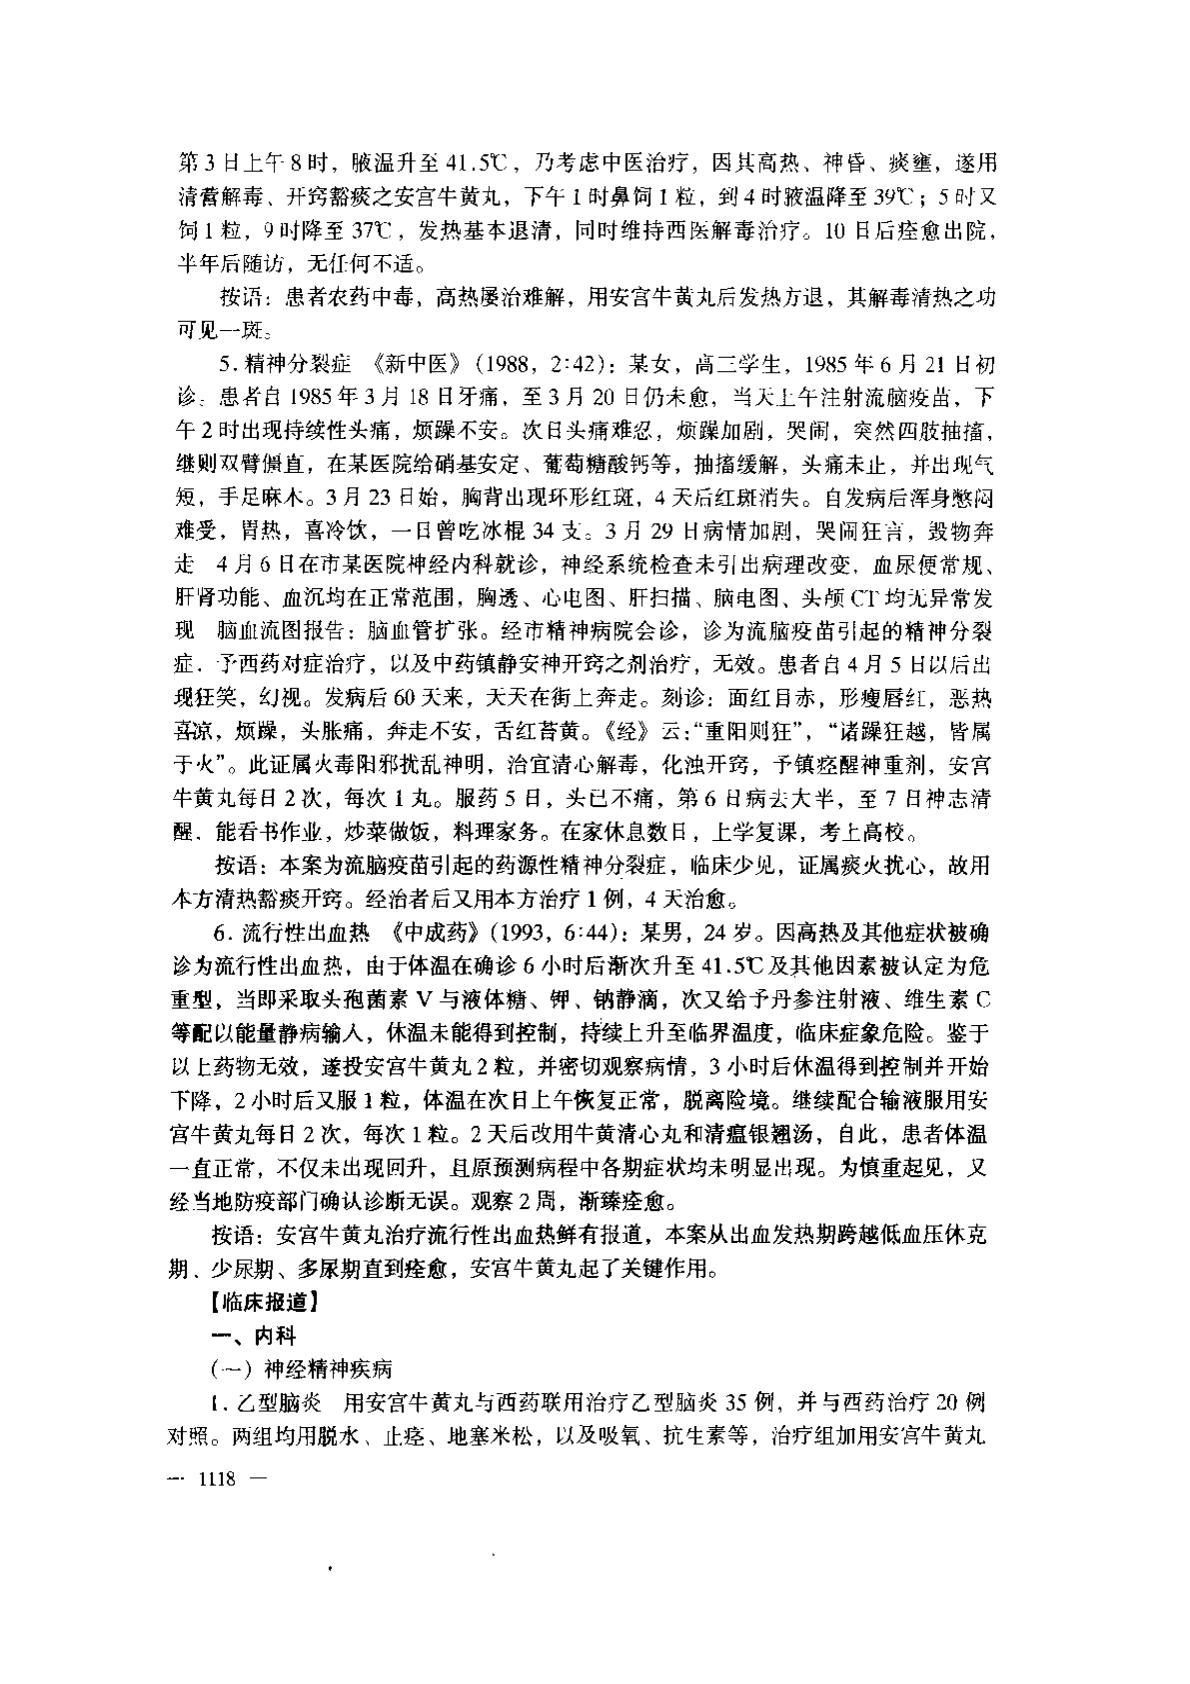 第3日上午8时，腋温升至41.5℃，乃考虑中医治疗，因其高热、神昏、痰壅，遂用
清营解毒、开窍豁痰之安宫牛黄丸，下午1时鼻饲1粒，到4时腋温降至39℃；5时又
饲1粒，9时降至37℃，发热基本退清，同时维持西医解毒治疗。10日后痊愈出院，
半年后随访，无任何不适。
按语：患者农药中毒，高热屡治难解，用安宫牛黄丸后发热方退，其解毒清热之功
可见一斑。
5. 精神分裂症 《新中医》(1988，2:42)：某女，高三学生，1985年6月21日初
诊。患者自1985年3月18日牙痛，至3月20日仍未愈，当天上午注射流脑疫苗，下
午2时出现持续性头痛，烦躁不安。次日头痛难忍，烦躁加剧，哭闹，突然四肢抽搐，
继则双臂僵直，在某医院给硝基安定、葡萄糖酸钙等，抽搐缓解，头痛未止，并出现气
短，手足麻木。3月23日始，胸背出现环形红斑，4天后红斑消失。自发病后浑身憋闷
难受，胃热，喜冷饮，一日曾吃冰棍34支。3月29日病情加剧，哭闹狂言，毁物奔
走 4月6日在市某医院神经内科就诊，神经系统检查未引出病理改变，血尿便常规、
肝肾功能、血沉均在正常范围，胸透、心电图、肝扫描、脑电图、头颅CT均无异常发
现 脑血流图报告：脑血管扩张。经市精神病院会诊，诊为流脑疫苗引起的精神分裂
症．予西药对症治疗，以及中药镇静安神开窍之剂治疗，无效。患者自4月5日以后出
现狂笑，幻视。发病后60天来，天天在街上奔走。刻诊：面红目赤，形瘦唇红，恶热
喜凉，烦躁，头胀痛，奔走不安，舌红苔黄。《经》云：“重阳则狂”，“诸躁狂越，皆属
于火”。此证属火毒阳邪扰乱神明，治宜清心解毒，化浊开窍，予镇痉醒神重剂，安宫
牛黄丸每日2次，每次1丸。服药5日，头已不痛，第6日病去大半，至7日神志清
醒．能看书作业，炒菜做饭，料理家务。在家休息数日，上学复课，考上高校。
按语：本案为流脑疫苗引起的药源性精神分裂症，临床少见，证属痰火扰心，故用
本方清热豁痰开窍。经治者后又用本方治疗1例，4天治愈。
6. 流行性出血热 《中成药》(1993，6:44)：某男，24岁。因高热及其他症状被确
诊为流行性出血热，由于体温在确诊6小时后渐次升至41.5℃及其他因素被认定为危
重型，当即采取头孢菌素V与液体糖、钾、钠静滴，次又给予丹参注射液、维生素C
等配以能量静病输入，体温未能得到控制，持续上升至临界温度，临床症象危险。鉴于
以上药物无效，遂投安宫牛黄丸2粒，并密切观察病情，3小时后体温得到控制并开始
下降，2小时后又服1粒，体温在次日上午恢复正常，脱离险境。继续配合输液服用安
宫牛黄丸每日2次，每次1粒。2天后改用牛黄清心丸和清瘟银翘汤，自此，患者体温
一直正常，不仅未出现回升，且原预测病程中各期症状均未明显出现。为慎重起见，又
经当地防疫部门确认诊断无误。观察2周，渐臻痊愈。
按语：安宫牛黄丸治疗流行性出血热鲜有报道，本案从出血发热期跨越低血压休克
期、少尿期、多尿期直到痊愈，安宫牛黄丸起了关键作用。
【临床报道】
一、内科
（一）神经精神疾病
1. 乙型脑炎 用安宫牛黄丸与西药联用治疗乙型脑炎35例，并与西药治疗20例
对照。两组均用脱水、止痉、地塞米松，以及吸氧、抗生素等，治疗组加用安宫牛黄丸
— 1118 —